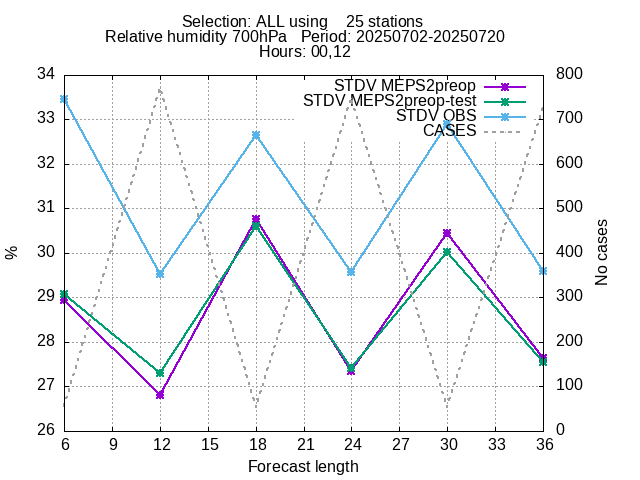 Selection: ALL using    25 stations
Relative humidity 700hPa   Period: 20250702-20250720
Hours: 00,12
STDV MEPS2preop
STDV MEPS2preop-test
STDV OBS
CASES
34
33
32
31
30
29
28
27
26
%
800
700
600
500
400
300
200
100
0
No cases
6 9 12 15 18 21 24 27 30 33 36
Forecast length